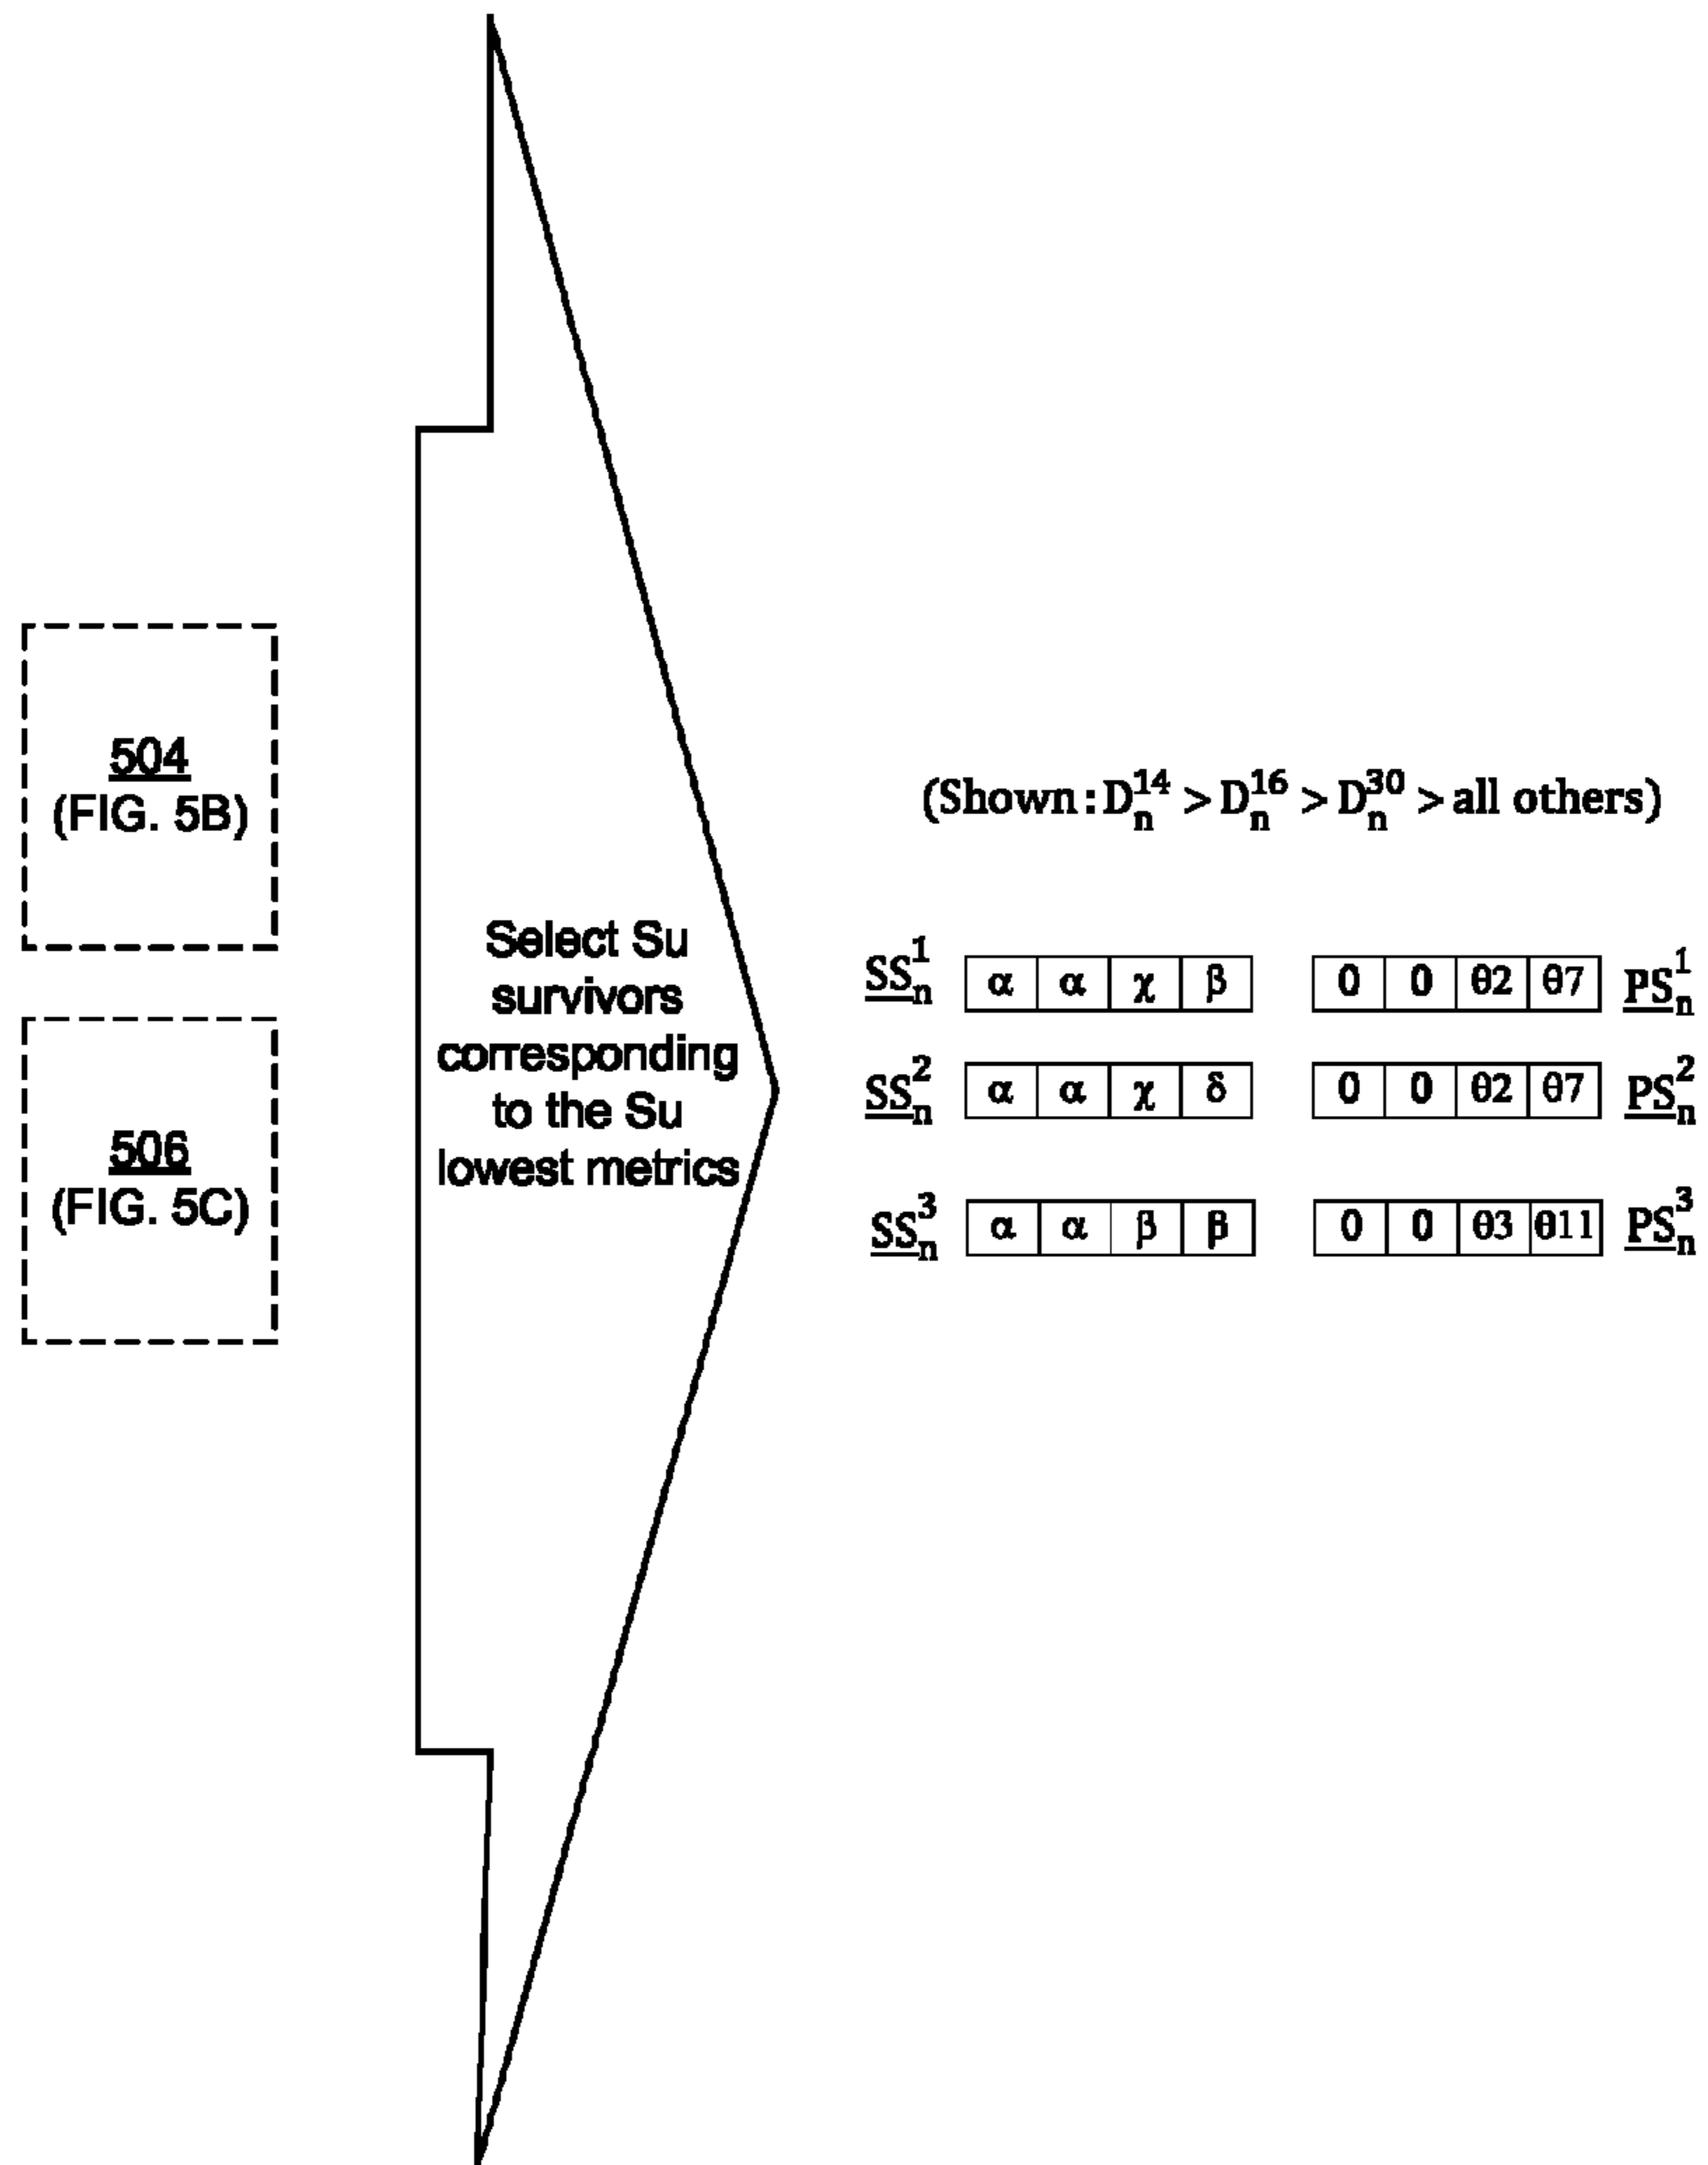 504
(FIG. 5B)
506
(FIG. 5C)
Select Su
survivors
corresponding
to the Su
lowest metrics
(Shown: D_n^14 > D_n^16 > D_n^30 > all others)
SS_n^1 α α χ β 0 0 θ2 θ7 PS_n^1
SS_n^2 α α χ δ 0 0 θ2 θ7 PS_n^2
SS_n^3 α α β β 0 0 θ3 θ11 PS_n^3